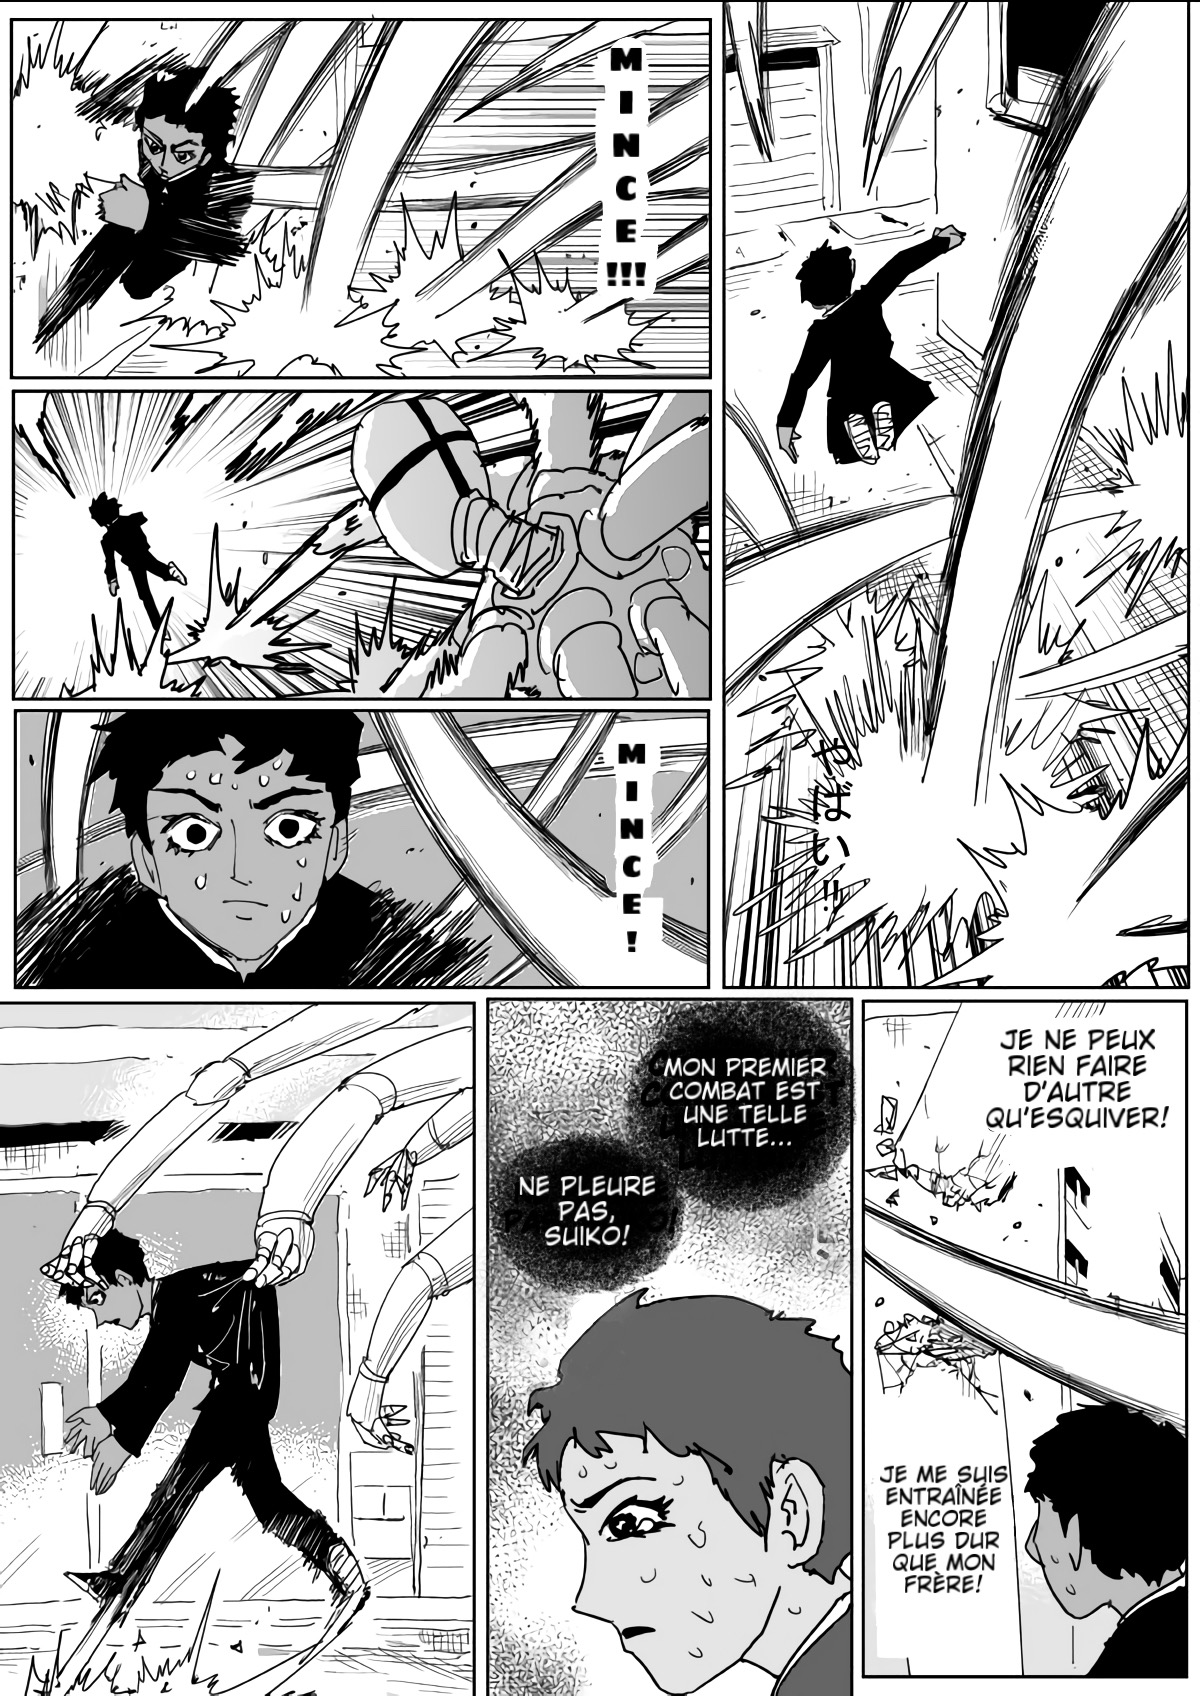 やばい…!!
MINCE!!!
MINCE!
JE NE PEUX
RIEN FAIRE
D'AUTRE
QU'ESQUIVER!
JE ME SUIS
ENTRAÎNÉE
ENCORE
PLUS DUR
QUE MON
FRÈRE!
MON PREMIER
COMBAT EST
UNE TELLE
LUTTE...
NE PLEURE
PAS,
SUIKO!